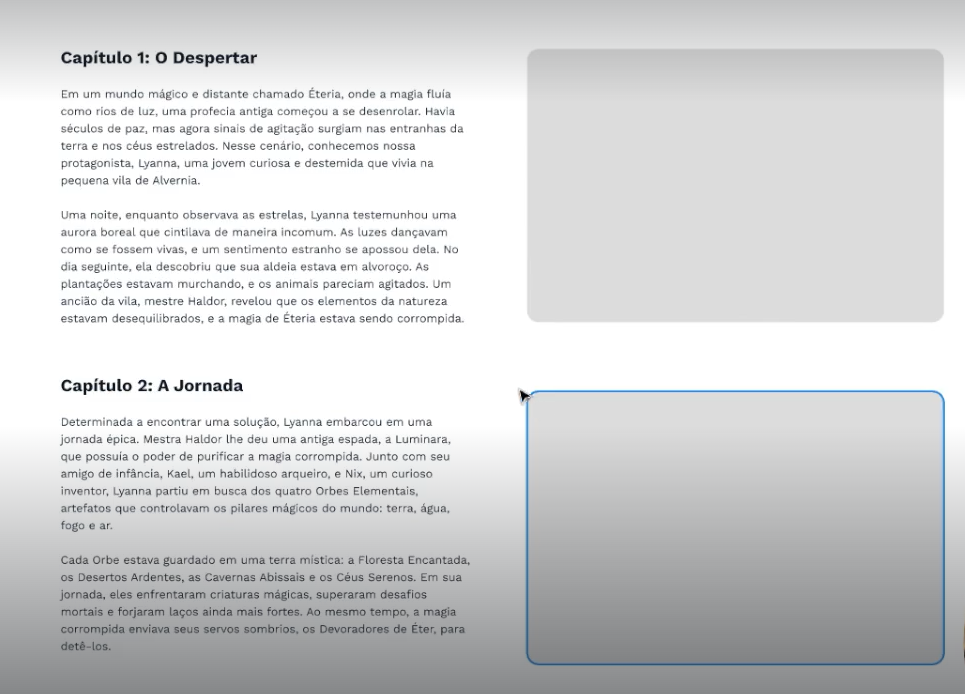 Capítulo 1: O Despertar
Em um mundo mágico e distante chamado Éteria, onde a magia fluía
como rios de luz, uma profecia antiga começou a se desenrolar. Havia
séculos de paz, mas agora sinais de agitação surgiam nas entranhas da
terra e nos céus estrelados. Nesse cenário, conhecemos nossa
protagonista, Lyanna, uma jovem curiosa e destemida que vivia na
pequena vila de Alvernia.
Uma noite, enquanto observava as estrelas, Lyanna testemunhou uma
aurora boreal que cintilava de maneira incomum. As luzes dançavam
como se fossem vivas, e um sentimento estranho se apossou dela. No
dia seguinte, ela descobriu que sua aldeia estava em alvoroço. As
plantações estavam murchando, e os animais pareciam agitados. Um
ancião da vila, mestre Haldor, revelou que os elementos da natureza
estavam desequilibrados, e a magia de Éteria estava sendo corrompida.
Capítulo 2: A Jornada
Determinada a encontrar uma solução, Lyanna embarcou em uma
jornada épica. Mestra Haldor lhe deu uma antiga espada, a Luminara,
que possuía o poder de purificar a magia corrompida. Junto com seu
amigo de infância, Kael, um habilidoso arqueiro, e Nix, um curioso
inventor, Lyanna partiu em busca dos quatro Orbes Elementais,
artefatos que controlavam os pilares mágicos do mundo: terra, água,
fogo e ar.
Cada Orbe estava guardado em uma terra mística: a Floresta Encantada,
os Desertos Ardentes, as Cavernas Abissais e os Céus Serenos. Em sua
jornada, eles enfrentaram criaturas mágicas, superaram desafios
mortais e forjaram laços ainda mais fortes. Ao mesmo tempo, a magia
corrompida enviava seus servos sombrios, os Devoradores de Éter, para
detê-los.